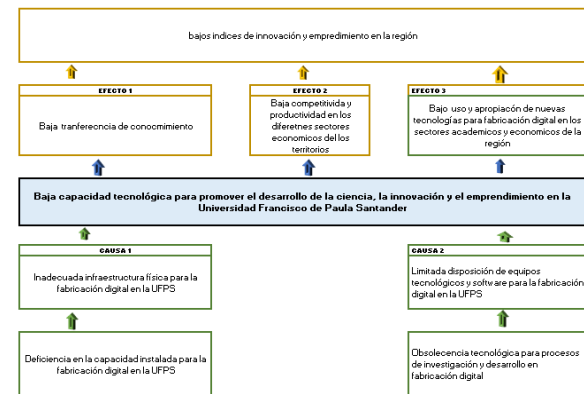 bajos indices de innovación y empredimiento en la región
EFECTO 1
Baja tranferecncia de conocmimiento
EFECTO 2
Baja competitivida y
productividad en los
diferetnes sectores
economicos del los
territorios
EFECTO 3
Bajo uso y apropiacón de nuevas
tecnologías para fabricación digital en los
sectores academicos y economicos de la
región
Baja capacidad tecnológica para promover el desarrollo de la ciencia, la innovación y el emprendimiento en la
Universidad Francisco de Paula Santander
CAUSA 1
Inadecuada infraestructura física para la
fabricación digital en la UFPS
CAUSA 2
Limitada disposición de equipos
tecnológicos y software para la fabricación
digital en la UFPS
Deficiencia en la capacidad instalada para la
fabricación digital en la UFPS
Obsolecencia tecnológica para procesos
de investigación y desarrollo en
fabricación digital